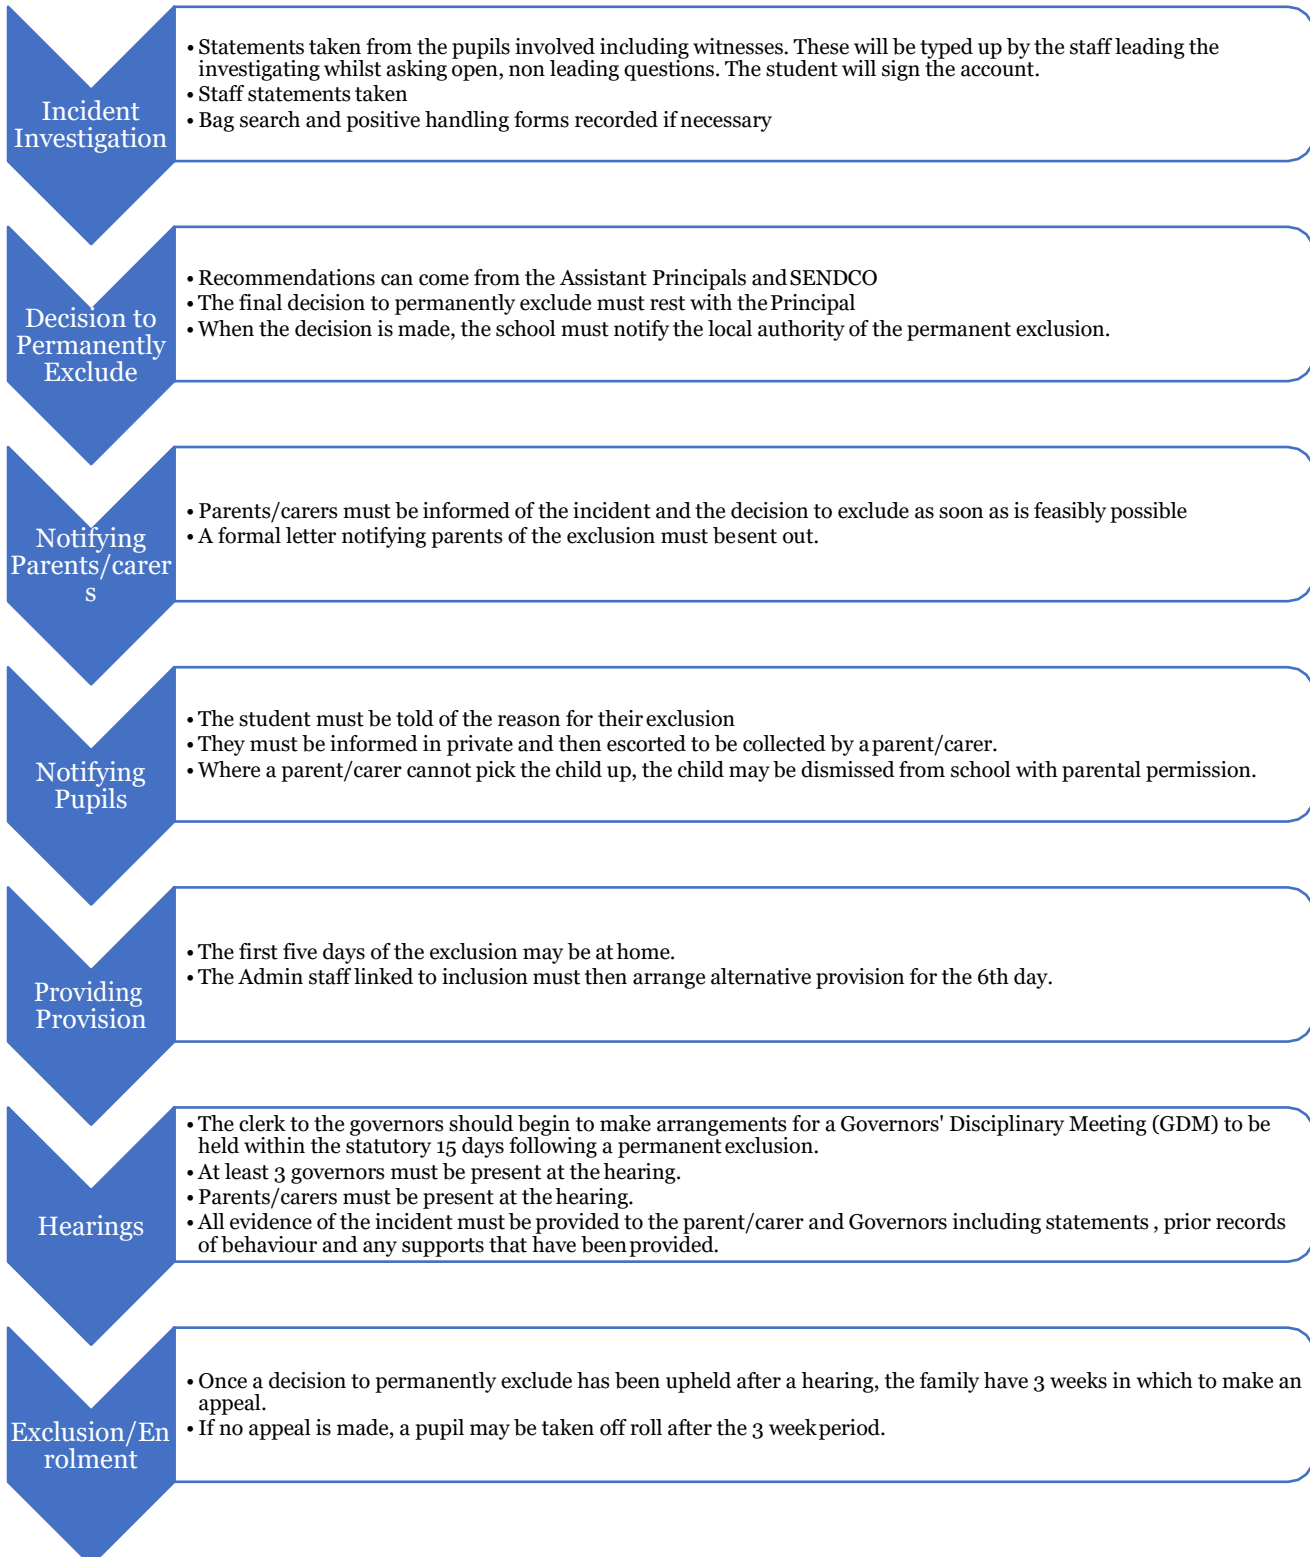 Incident
Investigation
• Statements taken from the pupils involved including witnesses. These will be typed up by the staff leading the
investigating whilst asking open, non leading questions. The student will sign the account.
• Staff statements taken
• Bag search and positive handling forms recorded if necessary
Decision to
Permanently
Exclude
• Recommendations can come from the Assistant Principals and SENDCO
• The final decision to permanently exclude must rest with the Principal
• When the decision is made, the school must notify the local authority of the permanent exclusion.
Notifying
Parents/carer
s
• Parents/carers must be informed of the incident and the decision to exclude as soon as is feasibly possible
• A formal letter notifying parents of the exclusion must be sent out.
Notifying
Pupils
• The student must be told of the reason for their exclusion
• They must be informed in private and then escorted to be collected by a parent/carer.
• Where a parent/carer cannot pick the child up, the child may be dismissed from school with parental permission.
Providing
Provision
• The first five days of the exclusion may be at home.
• The Admin staff linked to inclusion must then arrange alternative provision for the 6th day.
Hearings
• The clerk to the governors should begin to make arrangements for a Governors' Disciplinary Meeting (GDM) to be
held within the statutory 15 days following a permanent exclusion.
• At least 3 governors must be present at the hearing.
• Parents/carers must be present at the hearing.
• All evidence of the incident must be provided to the parent/carer and Governors including statements , prior records
of behaviour and any supports that have been provided.
Exclusion/En
rolment
• Once a decision to permanently exclude has been upheld after a hearing, the family have 3 weeks in which to make an
appeal.
• If no appeal is made, a pupil may be taken off roll after the 3 week period.